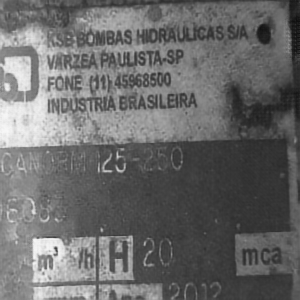 KSB BOMBAS HIDRAULICAS S/A
VARZEA PAULISTA-SP
FONE (11) 45968500
INDUSTRIA BRASILEIRA
125-250
m³/h H 20 mca
2012